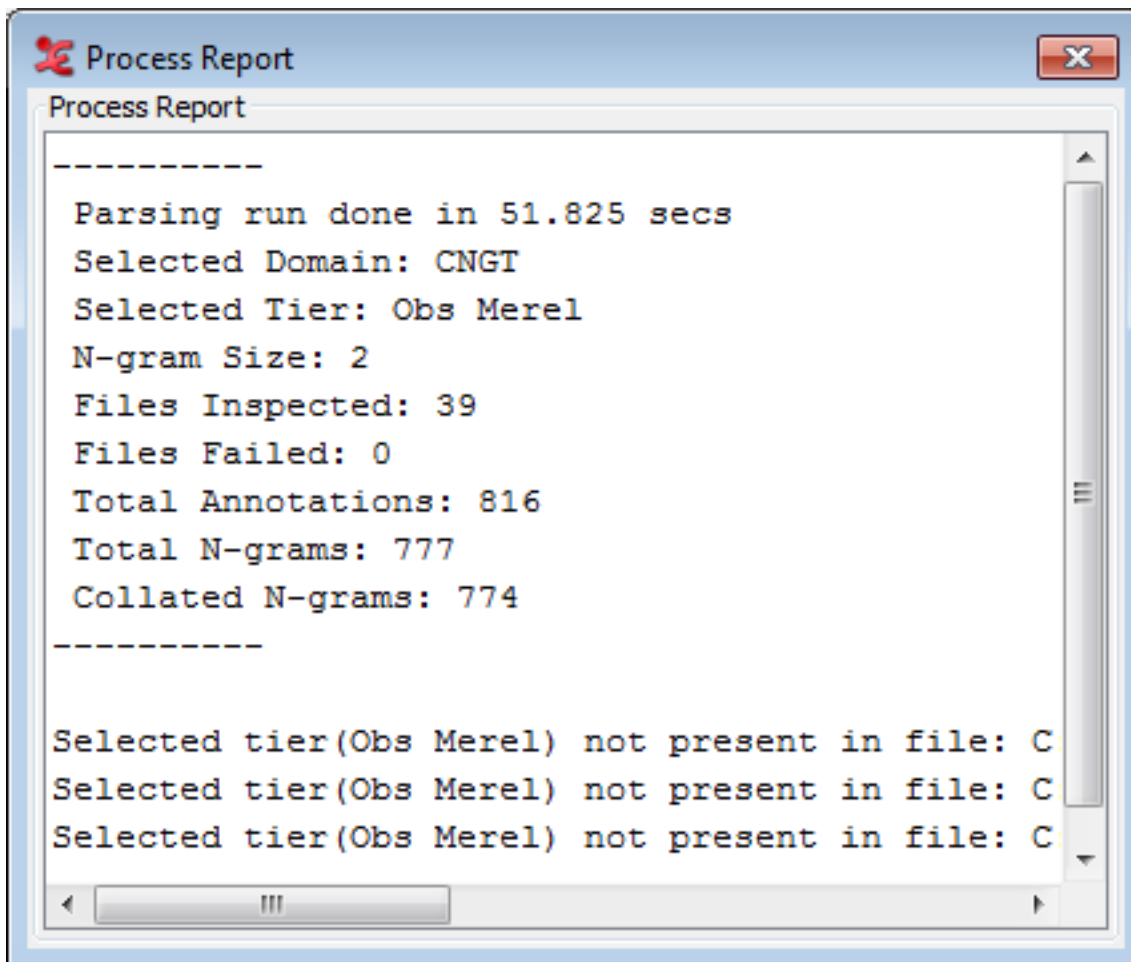 Process Report
Process Report
----------
Parsing run done in 51.825 secs
Selected Domain: CNGT
Selected Tier: Obs Merel
N-gram Size: 2
Files Inspected: 39
Files Failed: 0
Total Annotations: 816
Total N-grams: 777
Collated N-grams: 774
----------
Selected tier(Obs Merel) not present in file: C
Selected tier(Obs Merel) not present in file: C
Selected tier(Obs Merel) not present in file: C